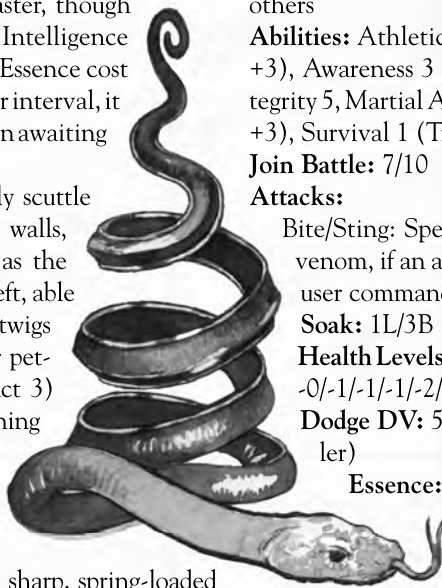 aster, though
Intelligence
Essence cost
r interval, it
n awaiting
ly scuttle
walls,
as the
eft, able
twigs
r pet-
ct 3)
ning
sharp, spring-loaded
others
Abilities: Athletic
+3), Awareness 3
tegrity 5, Martial A
+3), Survival 1 (T
Join Battle: 7/10
Attacks:
Bite/Sting: Spe
venom, if an a
user command
Soak: 1L/3B
Health Levels
-0/-1/-1/-1/-2/
Dodge DV: 5
ler)
Essence: